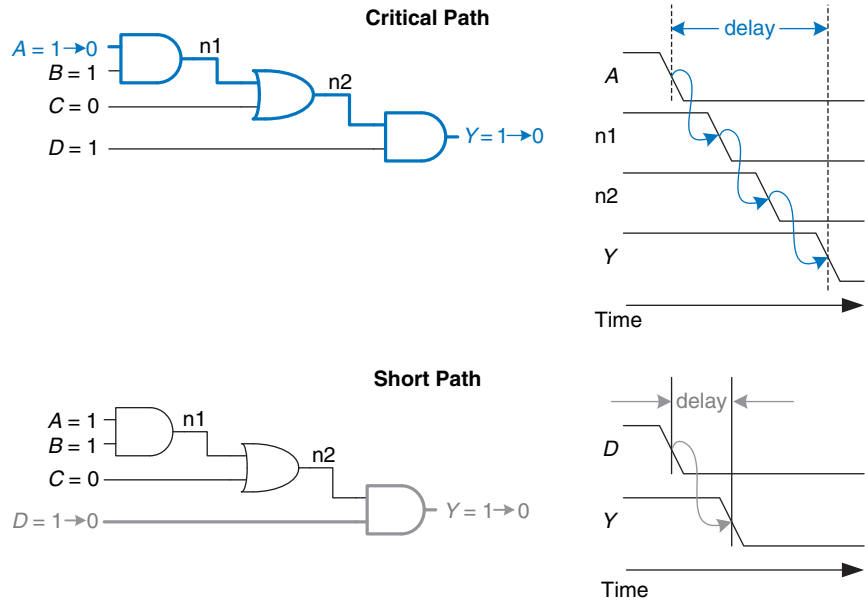 Critical Path
A = 1→0
n1
B = 1
n2
C = 0
D = 1
Y = 1→0
delay
A
n1
n2
Y
Time
Short Path
A = 1
n1
B = 1
n2
C = 0
D = 1→0
Y = 1→0
delay
D
Y
Time